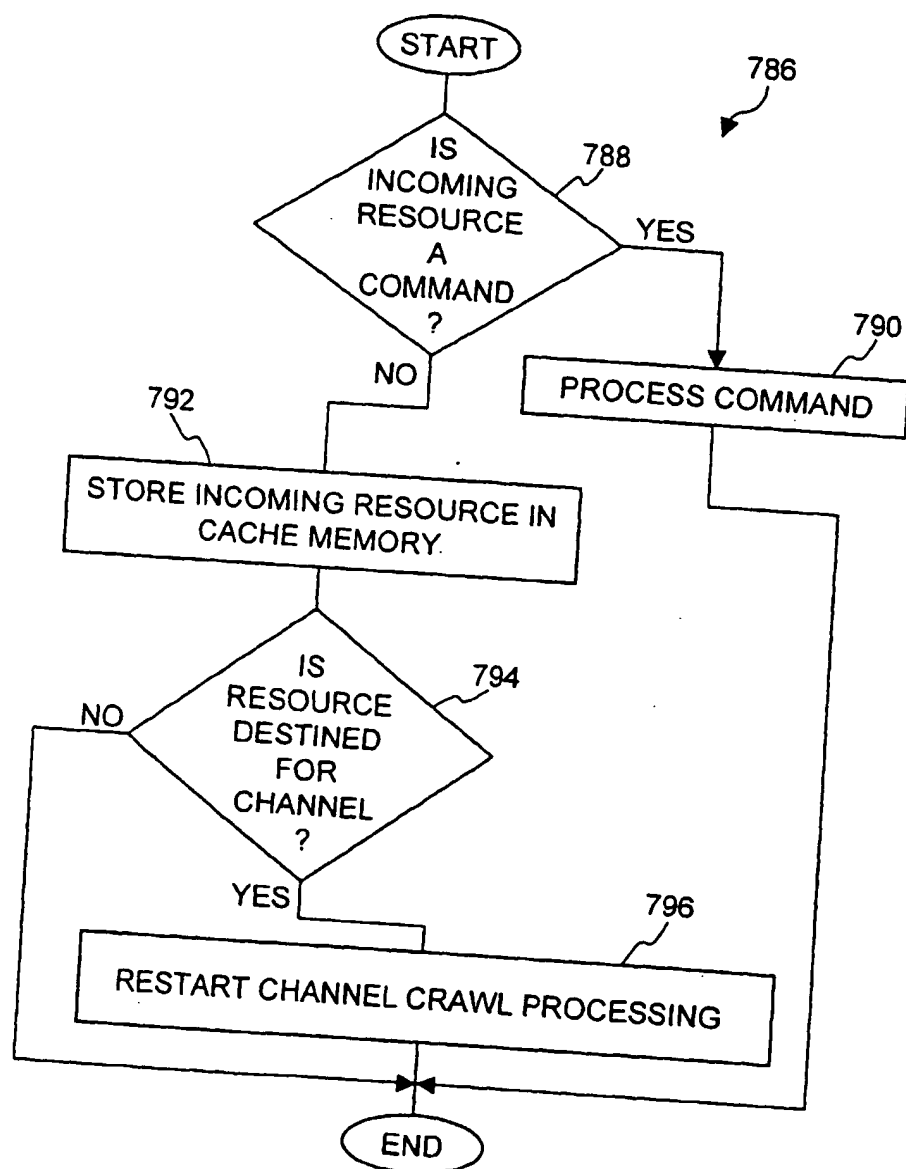 START
786
IS
INCOMING
RESOURCE
A
COMMAND
?
788
YES
NO
790
PROCESS COMMAND
792
STORE INCOMING RESOURCE IN
CACHE MEMORY.
IS
RESOURCE
DESTINED
FOR
CHANNEL
?
794
NO
YES
796
RESTART CHANNEL CRAWL PROCESSING
END